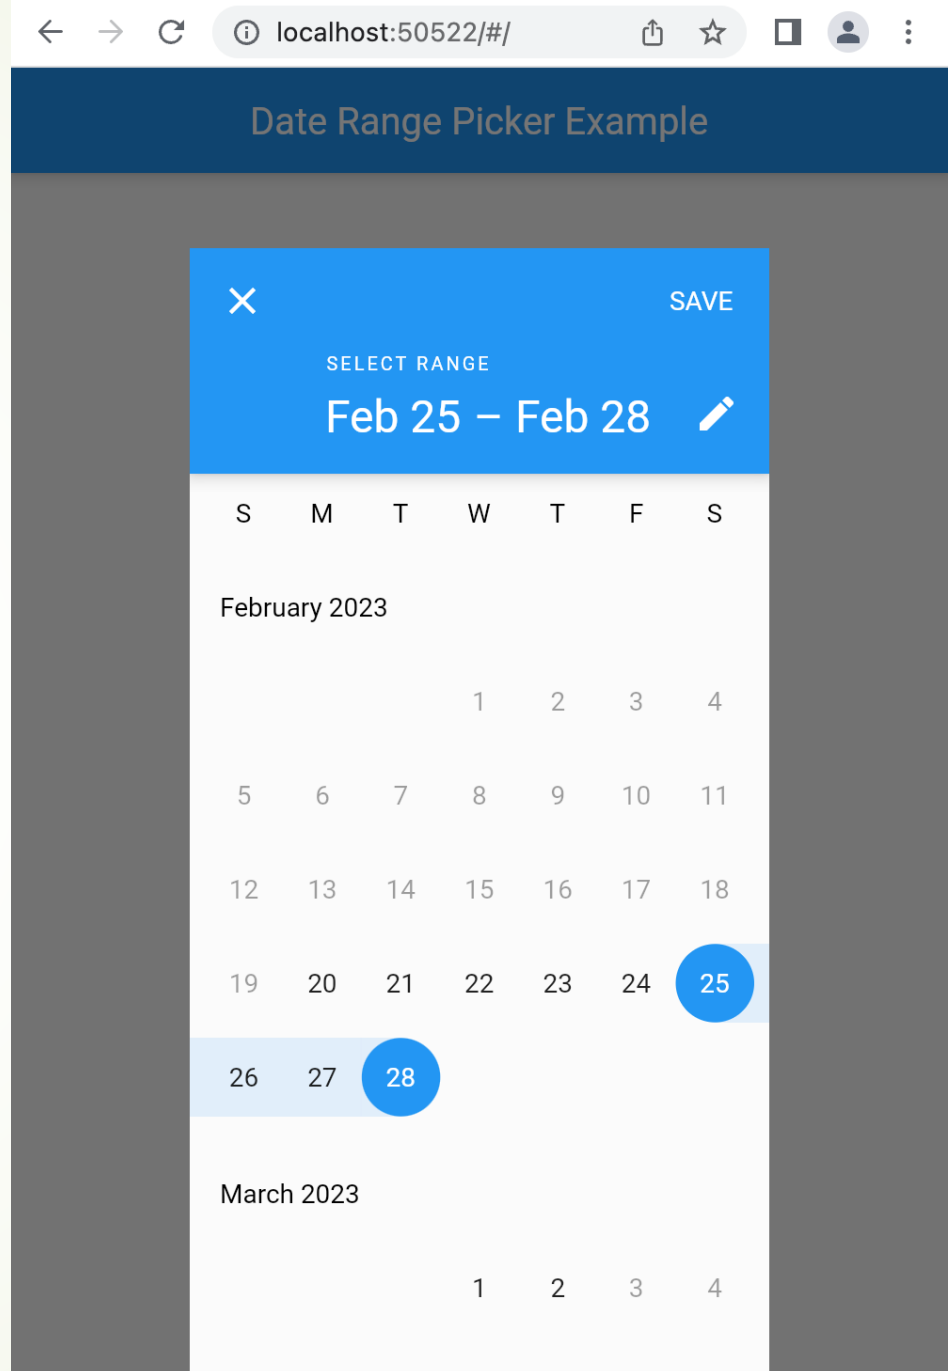 localhost:50522/#/
Date Range Picker Example
SAVE
SELECT RANGE
Feb 25 – Feb 28
S M T W T F S
February 2023
1 2 3 4
5 6 7 8 9 10 11
12 13 14 15 16 17 18
19 20 21 22 23 24 25
26 27 28
March 2023
1 2 3 4